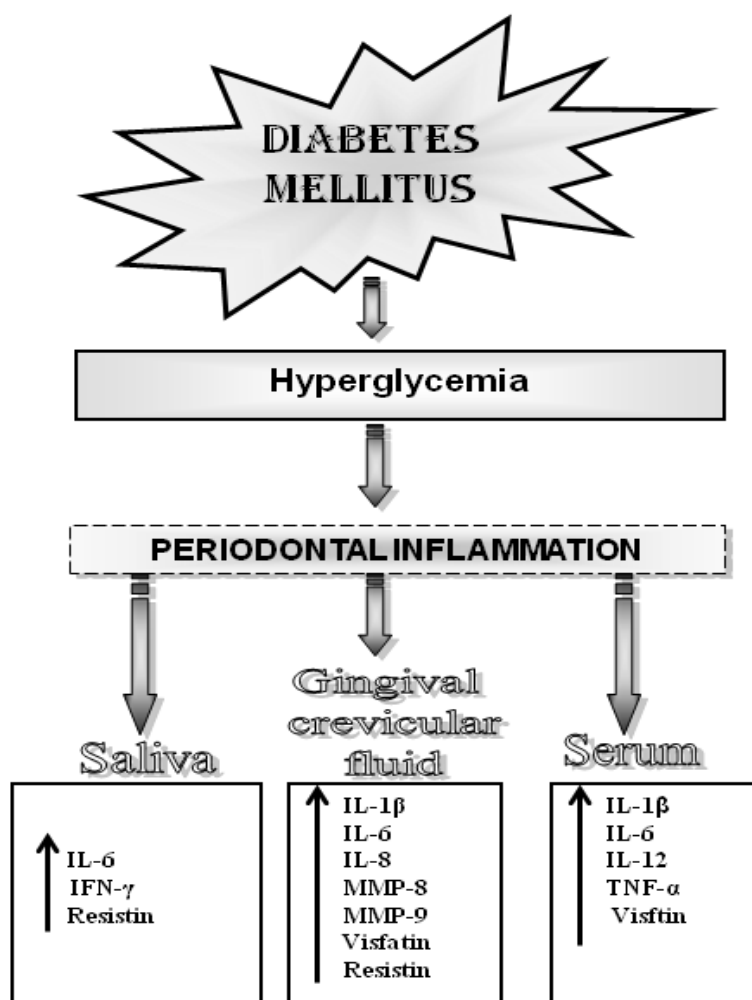 DIABETES
MELLITUS
Hyperglycemia
PERIODONTAL INFLAMMATION
Saliva
IL-6
IFN-γ
Resistin
Gingival
crevicular
fluid
IL-1β
IL-6
IL-8
MMP-8
MMP-9
Visfatin
Resistin
Serum
IL-1β
IL-6
IL-12
TNF-α
Visftin